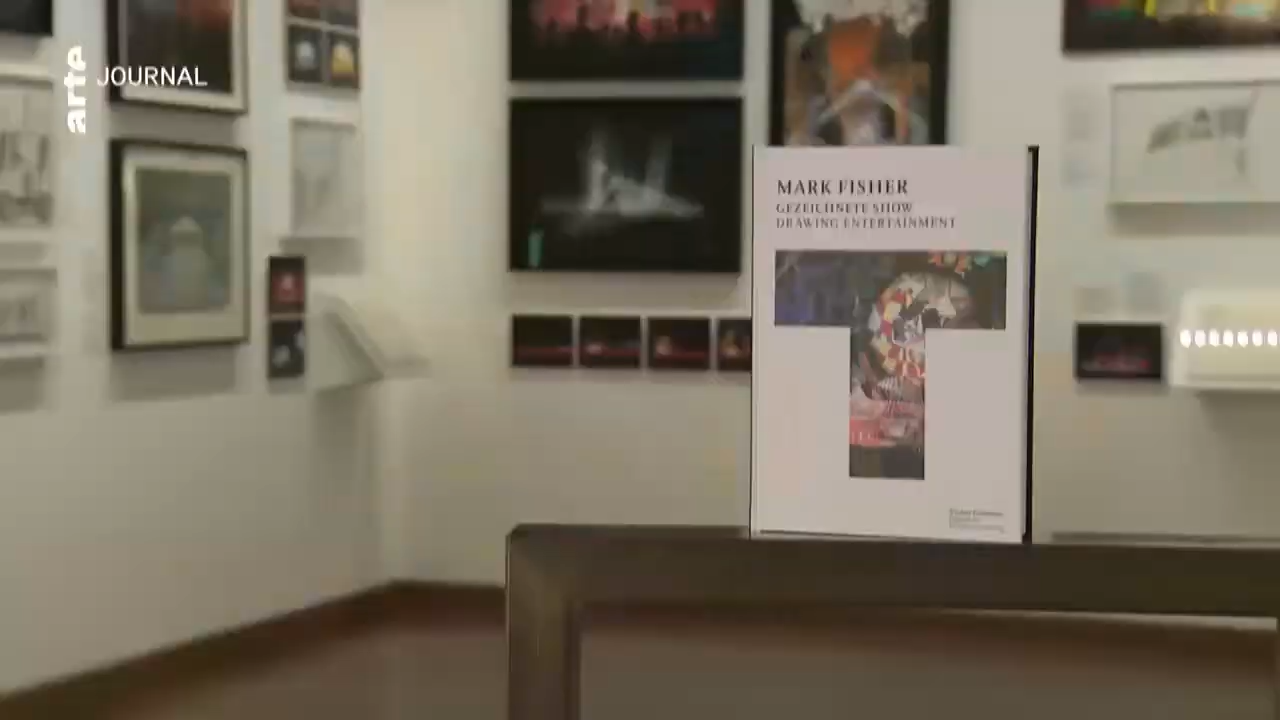 arte JOURNAL
MARK FISHER
GEZEICHNETE SHOW
DRAWING ENTERTAINMENT